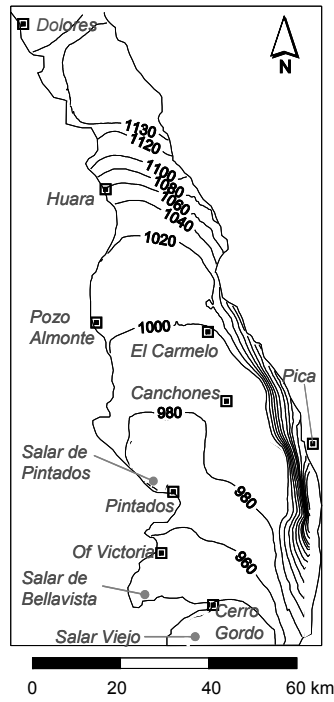 Dolores
N
1130
1120
1100
1080
1060
1040
Huara
1020
Pozo
Almonte
1000
El Carmelo
Pica
Canchones
980
Salar de
Pintados
980
Pintados
Of Victoria
960
Salar de
Bellavista
Cerro
Gordo
Salar Viejo
0 20 40 60 km